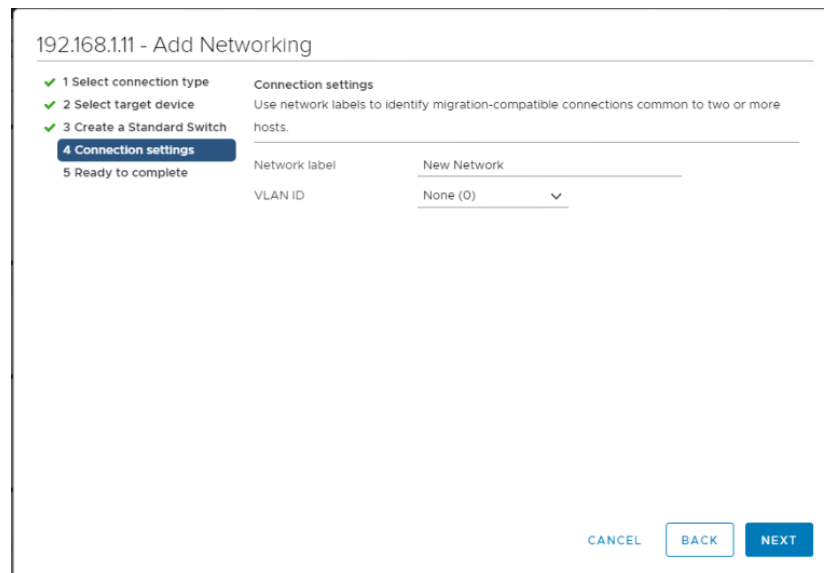 192.168.1.11 - Add Networking
1 Select connection type
2 Select target device
3 Create a Standard Switch
4 Connection settings
5 Ready to complete
Connection settings
Use network labels to identify migration-compatible connections common to two or more
hosts.
Network label New Network
VLAN ID None (0)
CANCEL BACK NEXT